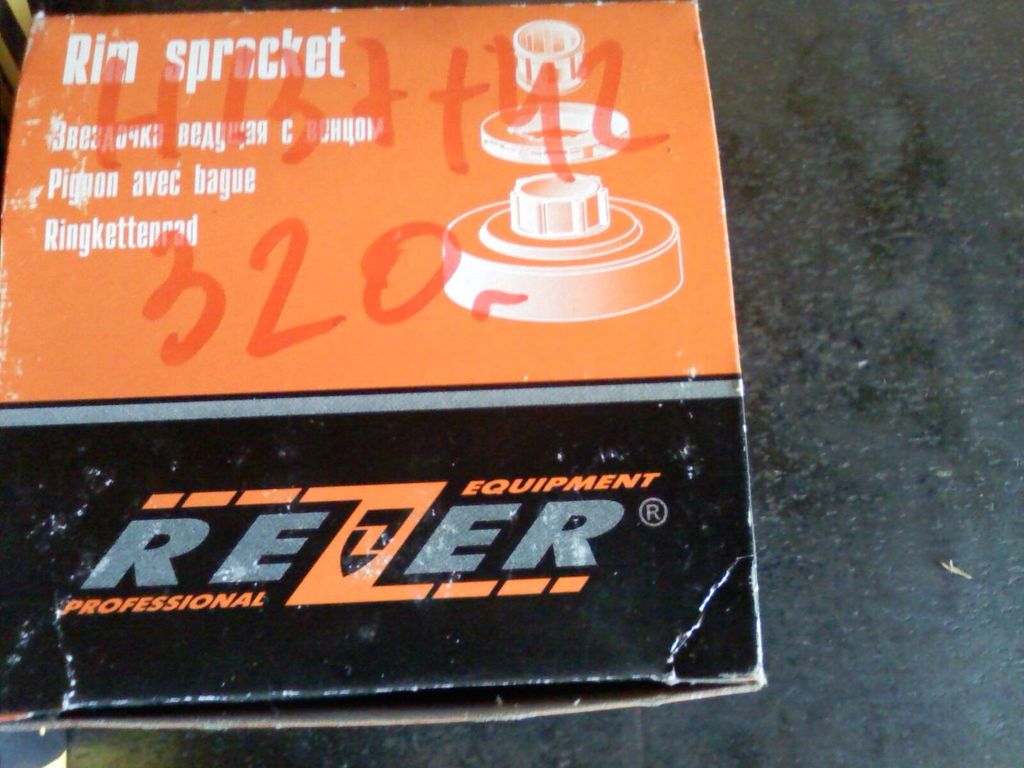 Rim sprocket
Звездочка ведущая с венцом
Pignon avec bague
Ringkettenrad
H137+142
320-
EQUIPMENT
REZER®
PROFESSIONAL